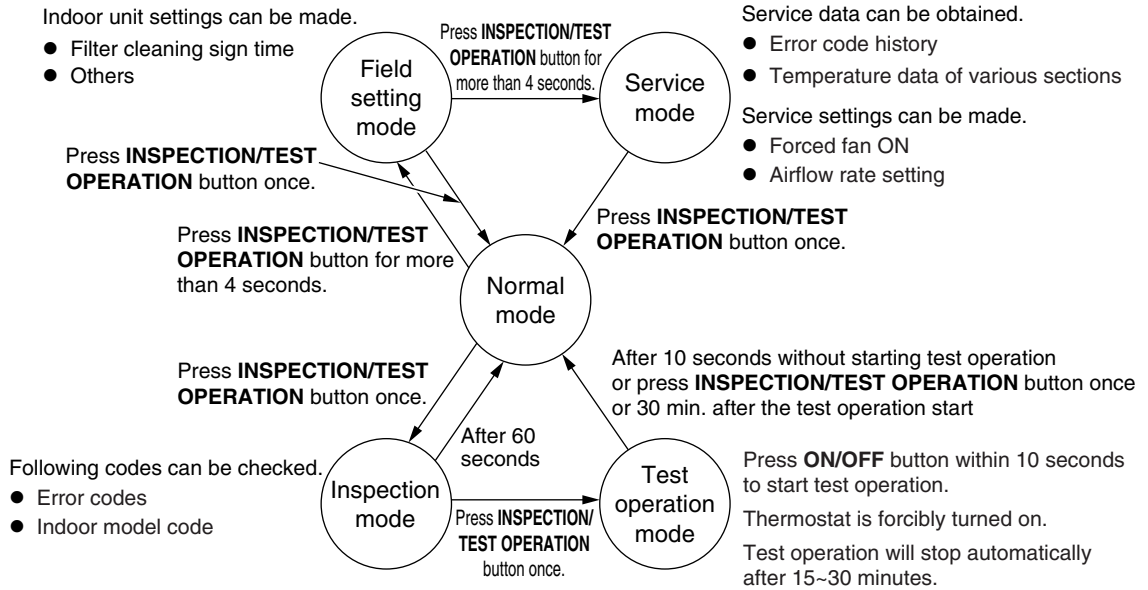 Indoor unit settings can be made.
● Filter cleaning sign time
● Others
Field
setting
mode
Press INSPECTION/TEST
OPERATION button for
more than 4 seconds.
Service
mode
Service data can be obtained.
● Error code history
● Temperature data of various sections
Service settings can be made.
● Forced fan ON
● Airflow rate setting
Press INSPECTION/TEST
OPERATION button once.
Press INSPECTION/TEST
OPERATION button for more
than 4 seconds.
Press INSPECTION/TEST
OPERATION button once.
Normal
mode
Press INSPECTION/TEST
OPERATION button once.
After 60
seconds
After 10 seconds without starting test operation
or press INSPECTION/TEST OPERATION button once
or 30 min. after the test operation start
Following codes can be checked.
● Error codes
● Indoor model code
Inspection
mode
Press INSPECTION/
TEST OPERATION
button once.
Test
operation
mode
Press ON/OFF button within 10 seconds
to start test operation.
Thermostat is forcibly turned on.
Test operation will stop automatically
after 15~30 minutes.